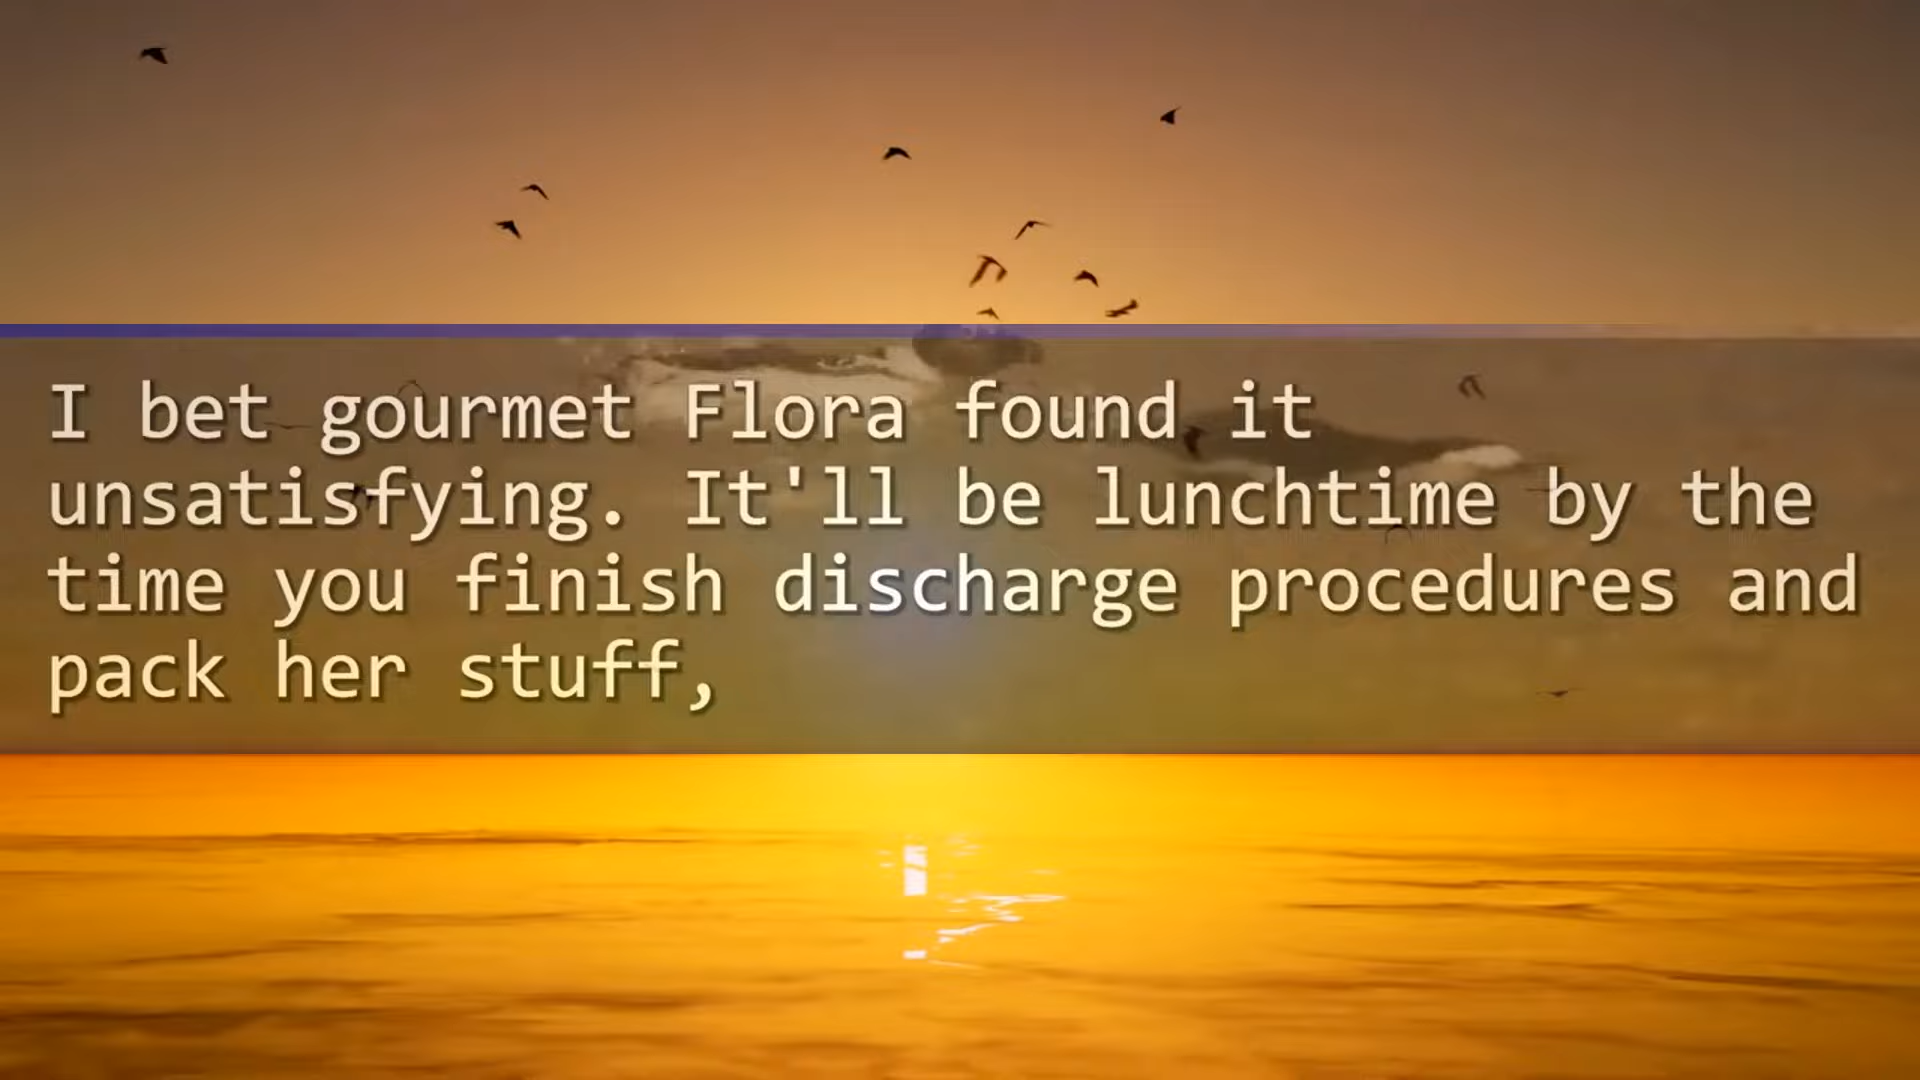 I bet gourmet Flora found it
unsatisfying. It'll be lunchtime by the
time you finish discharge procedures and
pack her stuff,